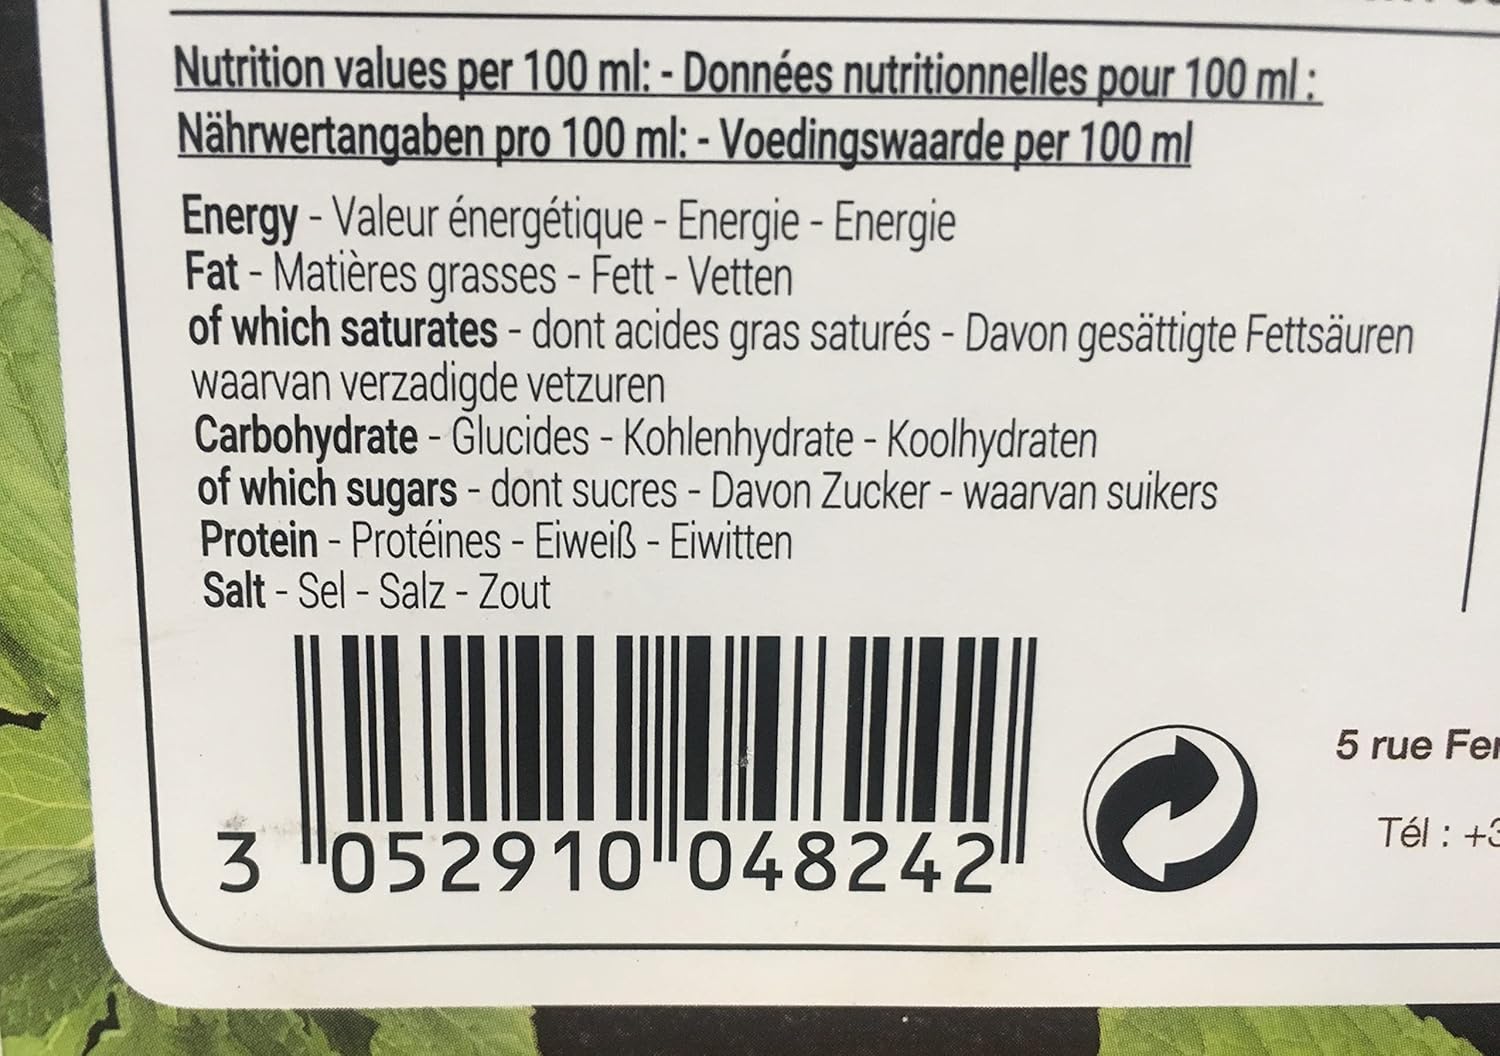 Nutrition values per 100 ml: - Données nutritionnelles pour 100 ml :
Nährwertangaben pro 100 ml: - Voedingswaarde per 100 ml
Energy - Valeur énergétique - Energie - Energie
Fat - Matières grasses - Fett - Vetten
of which saturates - dont acides gras saturés - Davon gesättigte Fettsäuren
waarvan verzadigde vetzuren
Carbohydrate - Glucides - Kohlenhydrate - Koolhydraten
of which sugars - dont sucres - Davon Zucker - waarvan suikers
Protein - Protéines - Eiweiß - Eiwitten
Salt - Sel - Salz - Zout
5 rue Fer
Tél : +3
3 052910 048242